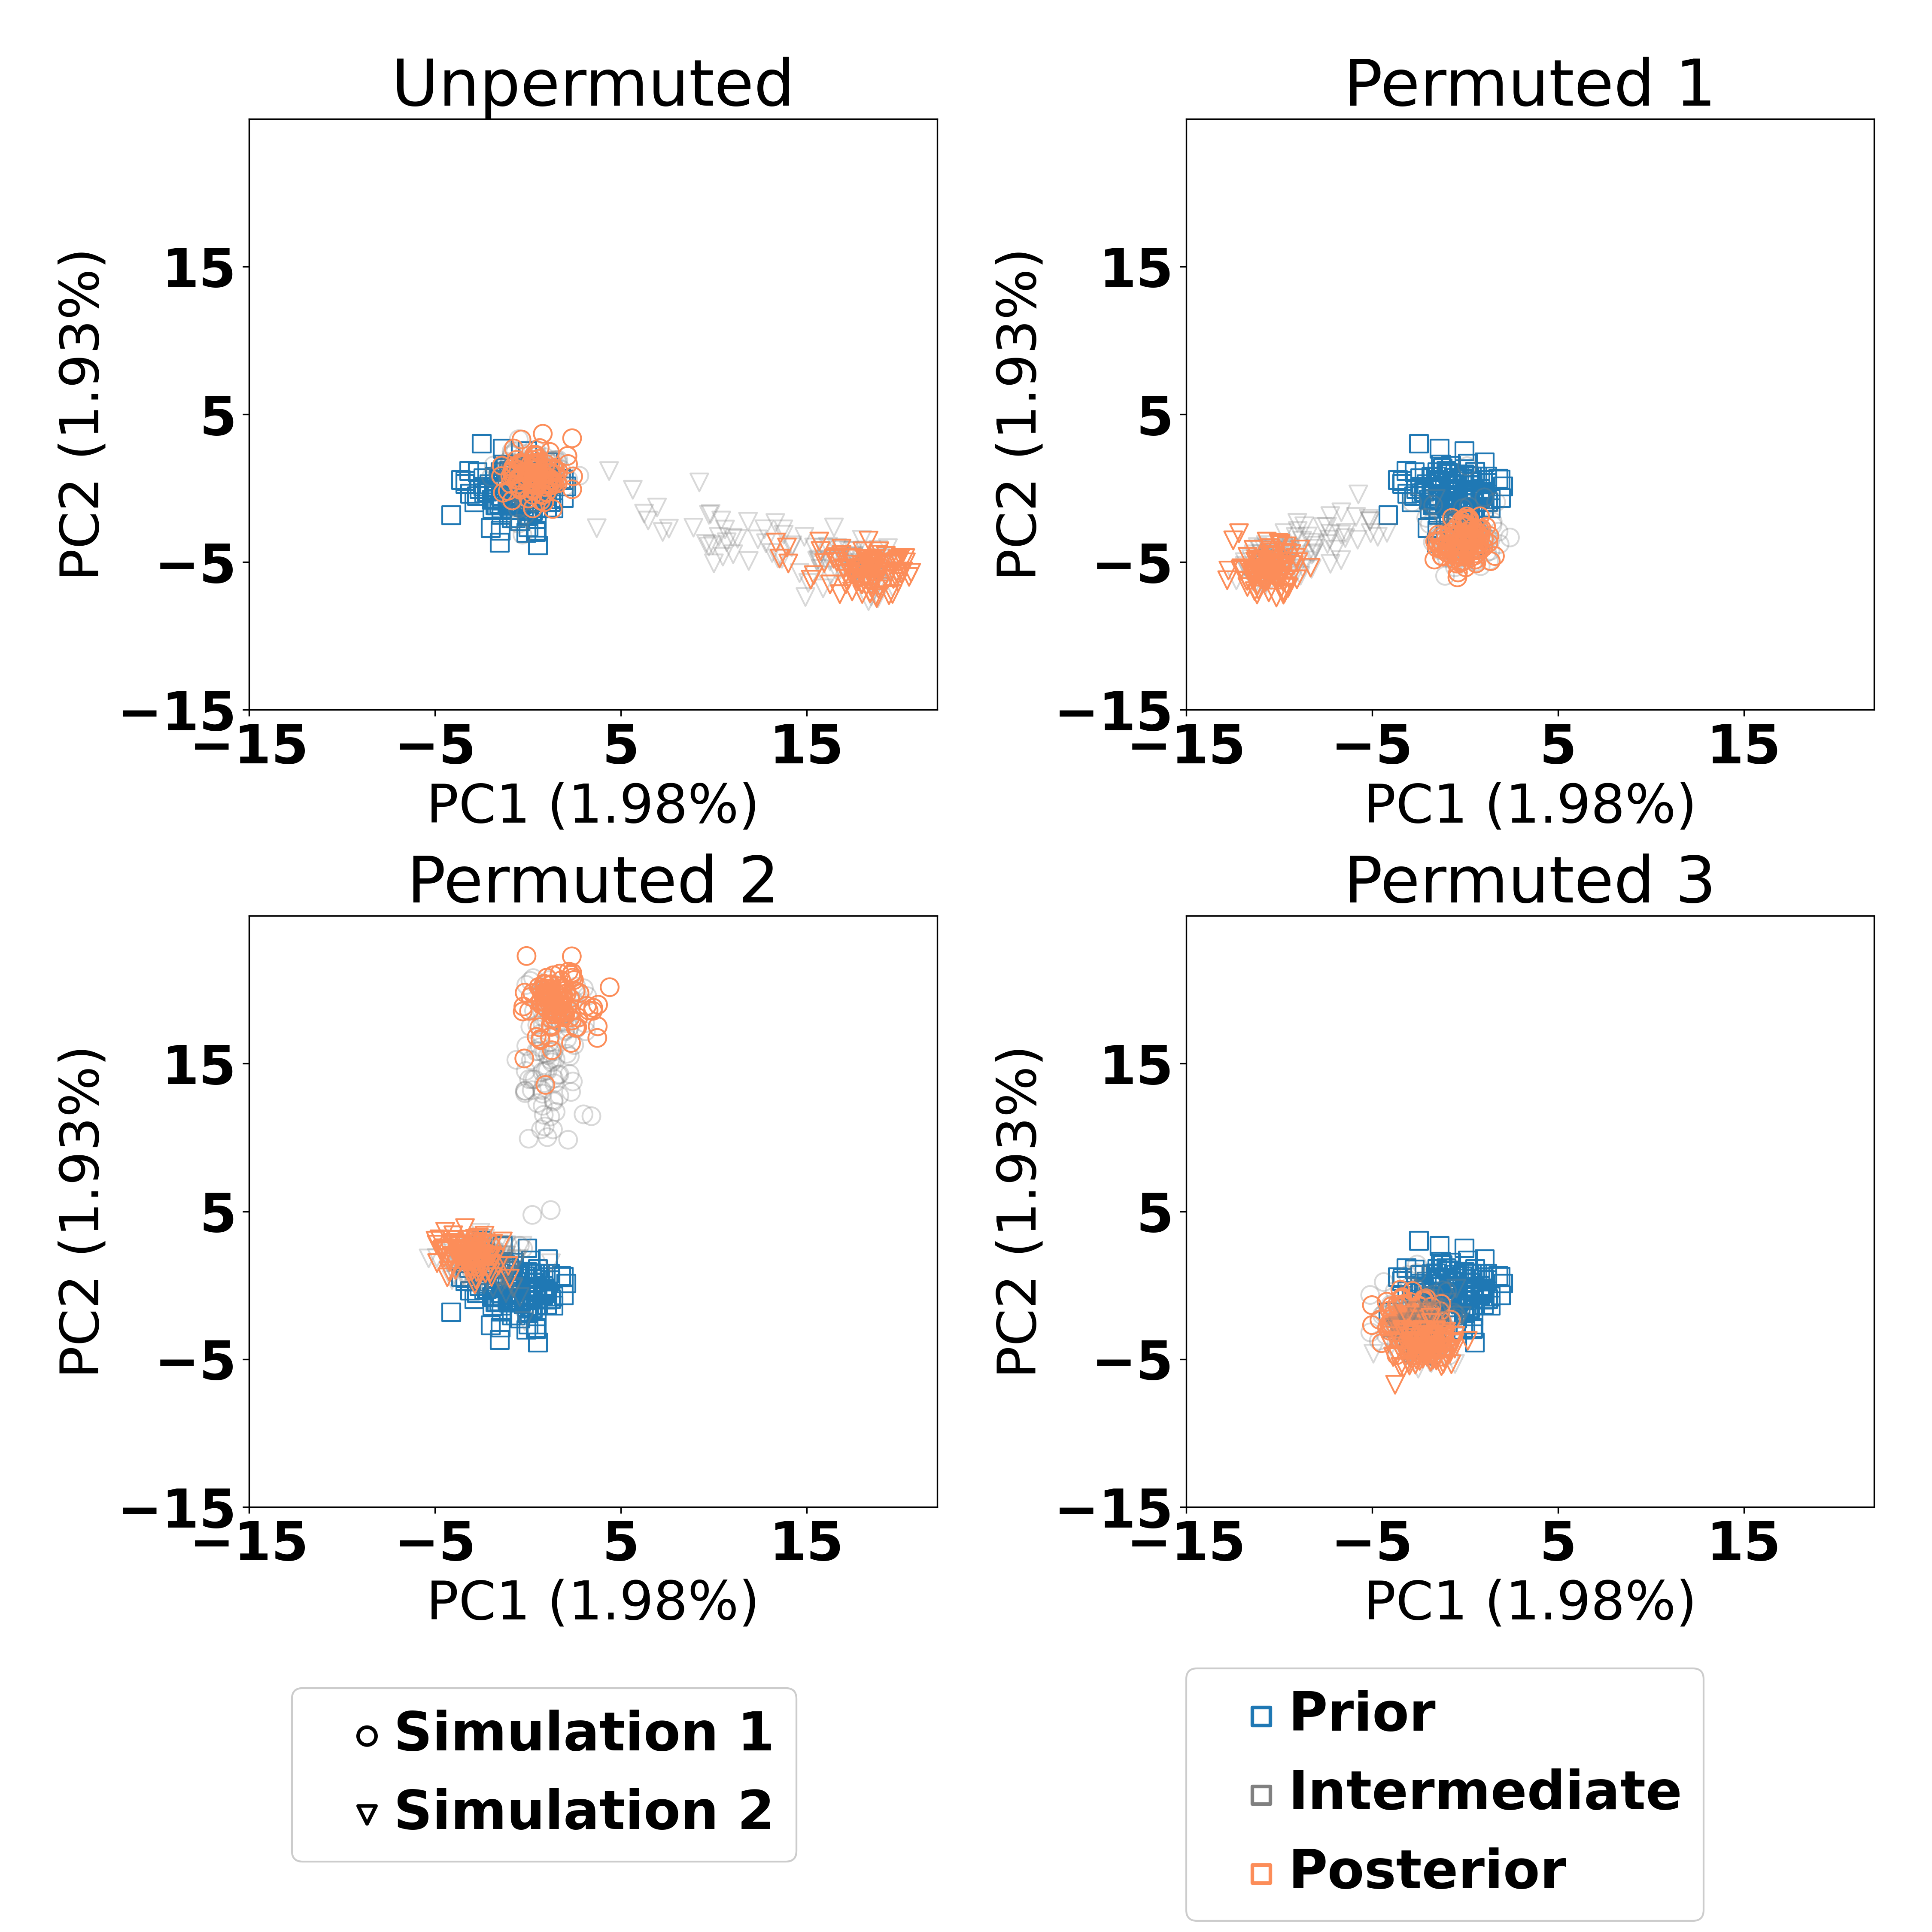 Unpermuted
PC2 (1.93%)
15
5
−5
−15
−15 −5 5 15
PC1 (1.98%)
Permuted 1
PC2 (1.93%)
15
5
−5
−15
−15 −5 5 15
PC1 (1.98%)
Permuted 2
PC2 (1.93%)
15
5
−5
−15
−15 −5 5 15
PC1 (1.98%)
Permuted 3
PC2 (1.93%)
15
5
−5
−15
−15 −5 5 15
PC1 (1.98%)
Simulation 1
Simulation 2
Prior
Intermediate
Posterior